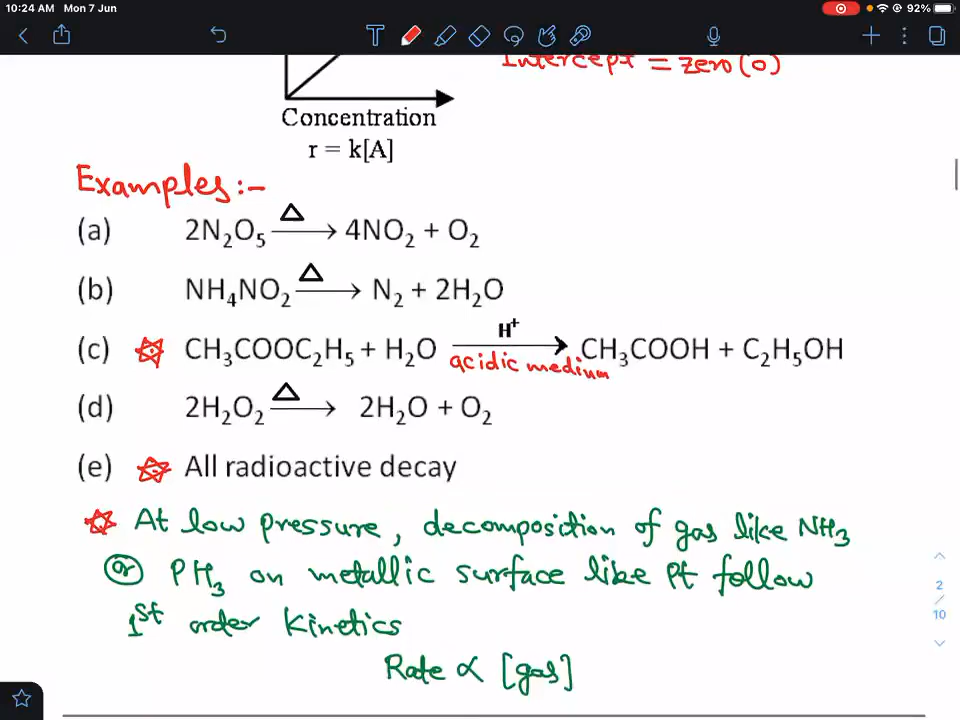 10:24 AM Mon 7 Jun
92%
Intercept = zero(0)
Concentration
r = k[A]
Examples:-
(a) 2N₂O₅ —Δ→ 4NO₂ + O₂
(b) NH₄NO₂ —Δ→ N₂ + 2H₂O
H⁺
(c) CH₃COOC₂H₅ + H₂O ⟶ CH₃COOH + C₂H₅OH
acidic medium
(d) 2H₂O₂ —Δ→ 2H₂O + O₂
(e) All radioactive decay
At low pressure, decomposition of gas like NH₃
or PH₃ on metallic surface like Pt follow
1st order kinetics
Rate ∝ [gas]
2
/
10